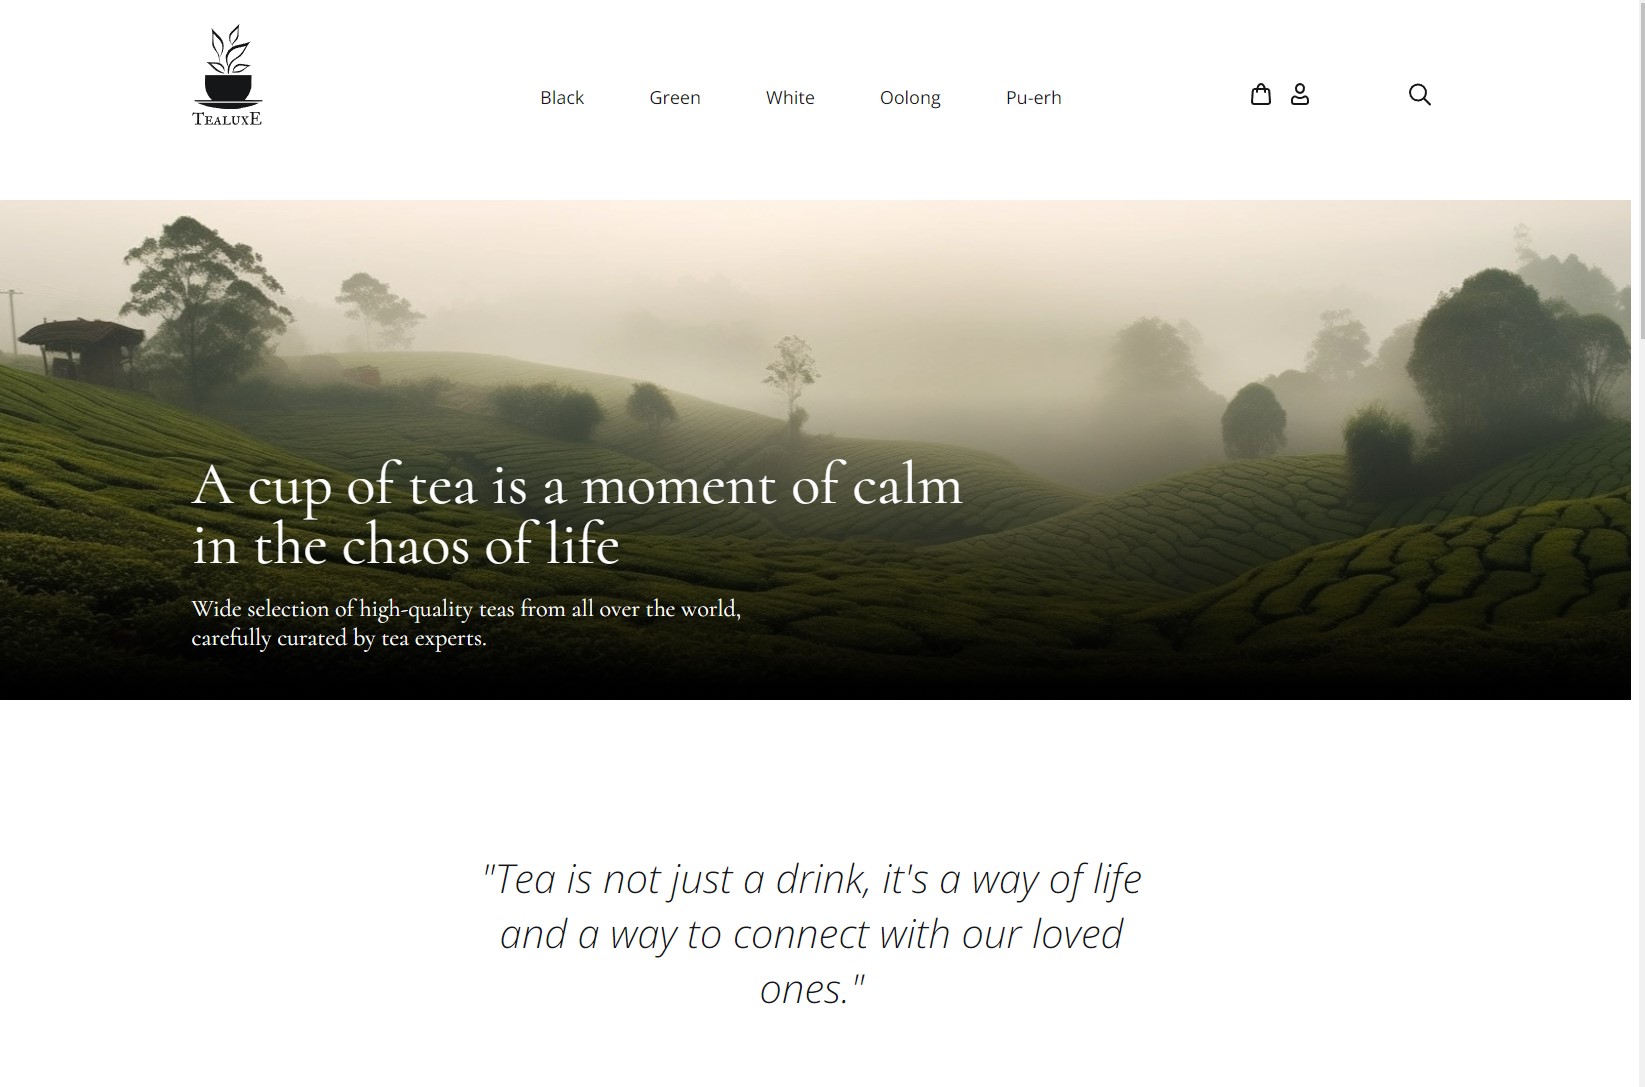 TEALUXE
Black Green White Oolong Pu-erh
A cup of tea is a moment of calm
in the chaos of life
Wide selection of high-quality teas from all over the world,
carefully curated by tea experts.
"Tea is not just a drink, it's a way of life
and a way to connect with our loved
ones."